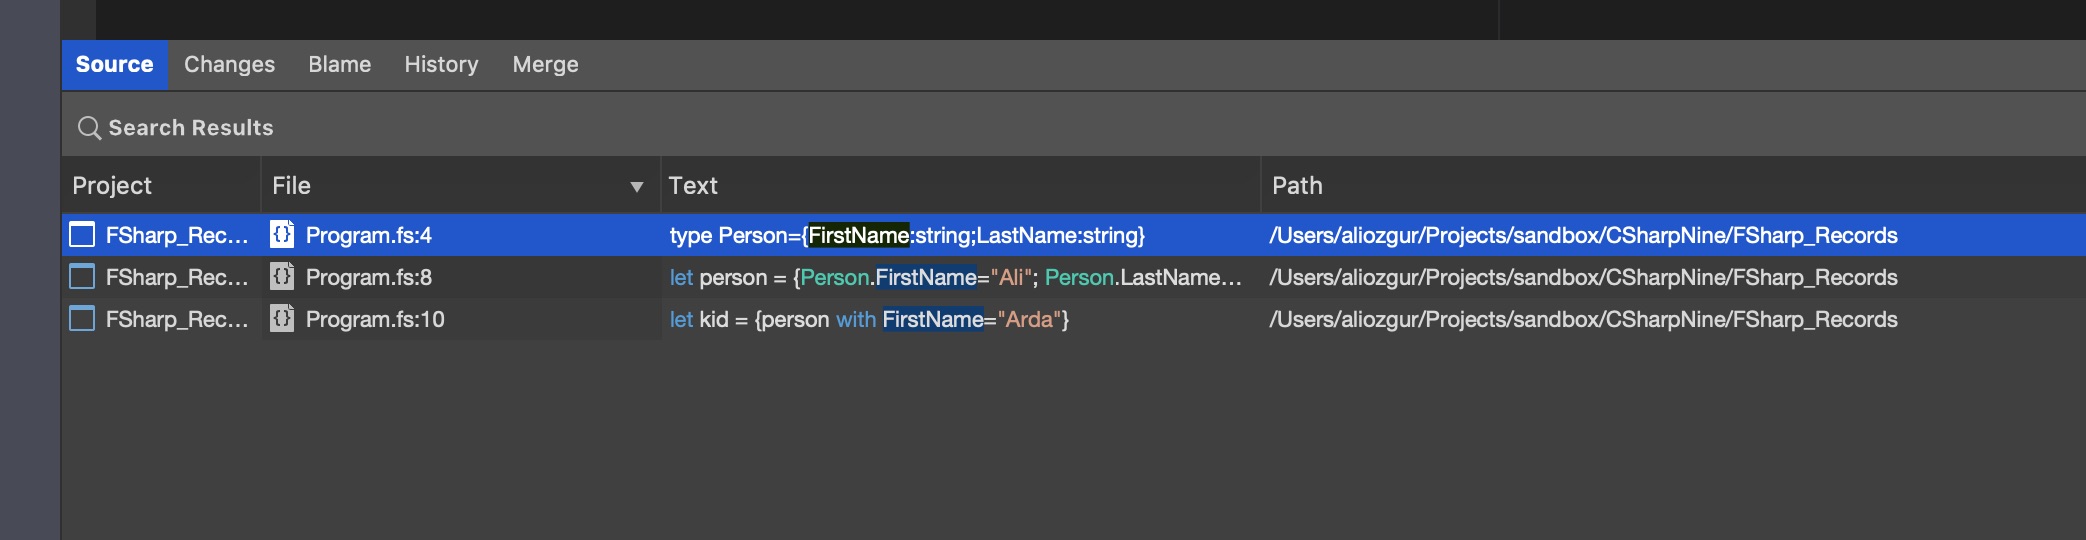 Source Changes Blame History Merge
Search Results
Project File Text Path
FSharp_Rec... Program.fs:4 type Person={FirstName:string;LastName:string} /Users/aliozgur/Projects/sandbox/CSharpNine/FSharp_Records
FSharp_Rec... Program.fs:8 let person = {Person.FirstName="Ali"; Person.LastName... /Users/aliozgur/Projects/sandbox/CSharpNine/FSharp_Records
FSharp_Rec... Program.fs:10 let kid = {person with FirstName="Arda"} /Users/aliozgur/Projects/sandbox/CSharpNine/FSharp_Records